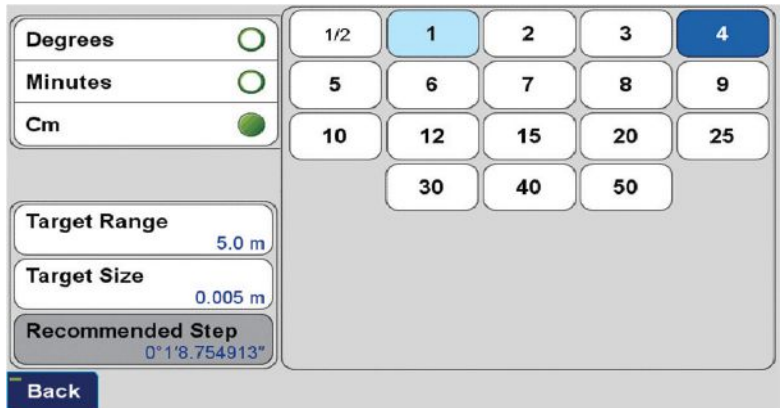 Degrees
Minutes
Cm
1/2 1 2 3 4
5 6 7 8 9
10 12 15 20 25
30 40 50
Target Range
5.0 m
Target Size
0.005 m
Recommended Step
0°1'8.754913"
Back